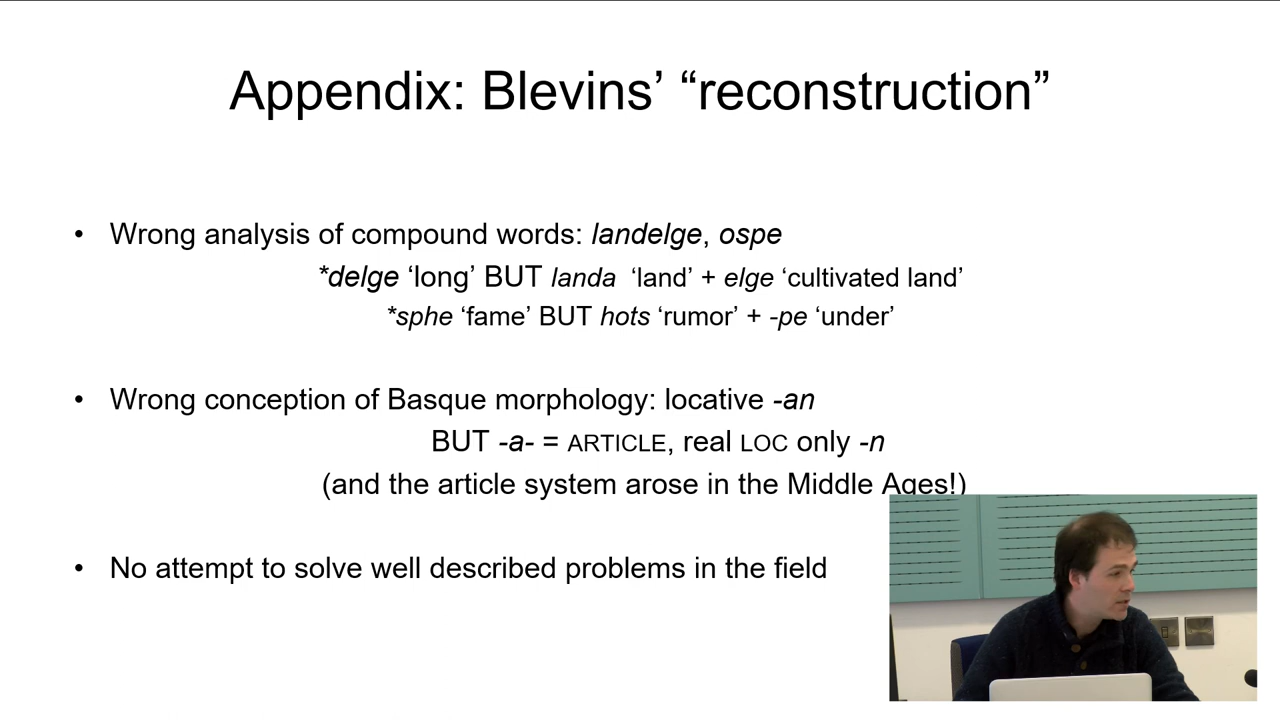 Appendix: Blevins’ “reconstruction”
• Wrong analysis of compound words: landelge, ospe
*delge ‘long’ BUT landa ‘land’ + elge ‘cultivated land’
*sphe ‘fame’ BUT hots ‘rumor’ + -pe ‘under’
• Wrong conception of Basque morphology: locative -an
BUT -a- = ARTICLE, real LOC only -n
(and the article system arose in the Middle Ages!)
• No attempt to solve well described problems in the field